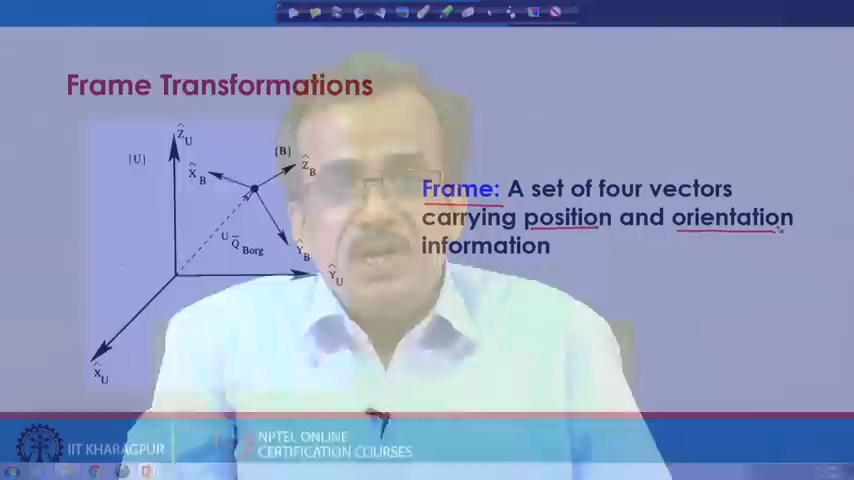 Frame Transformations
{U}
Ẑ_U
X̂_B
{B}
Ẑ_B
Frame: A set of four vectors
carrying position and orientation
information
U Q̄_Borg
Ŷ_B
Ŷ_U
X̂_U
IIT KHARAGPUR
NPTEL ONLINE
CERTIFICATION COURSES